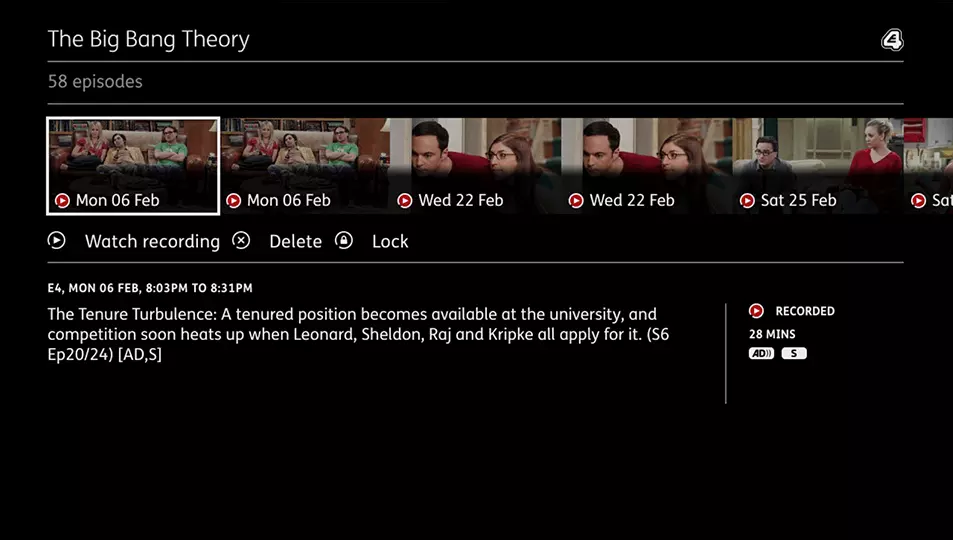 The Big Bang Theory
4
58 episodes
Mon 06 Feb
Mon 06 Feb
Wed 22 Feb
Wed 22 Feb
Sat 25 Feb
Sat
Watch recording
Delete
Lock
E4, MON 06 FEB, 8:03PM TO 8:31PM
The Tenure Turbulence: A tenured position becomes available at the university, and
competition soon heats up when Leonard, Sheldon, Raj and Kripke all apply for it. (S6
Ep20/24) [AD,S]
RECORDED
28 MINS
AD))) S